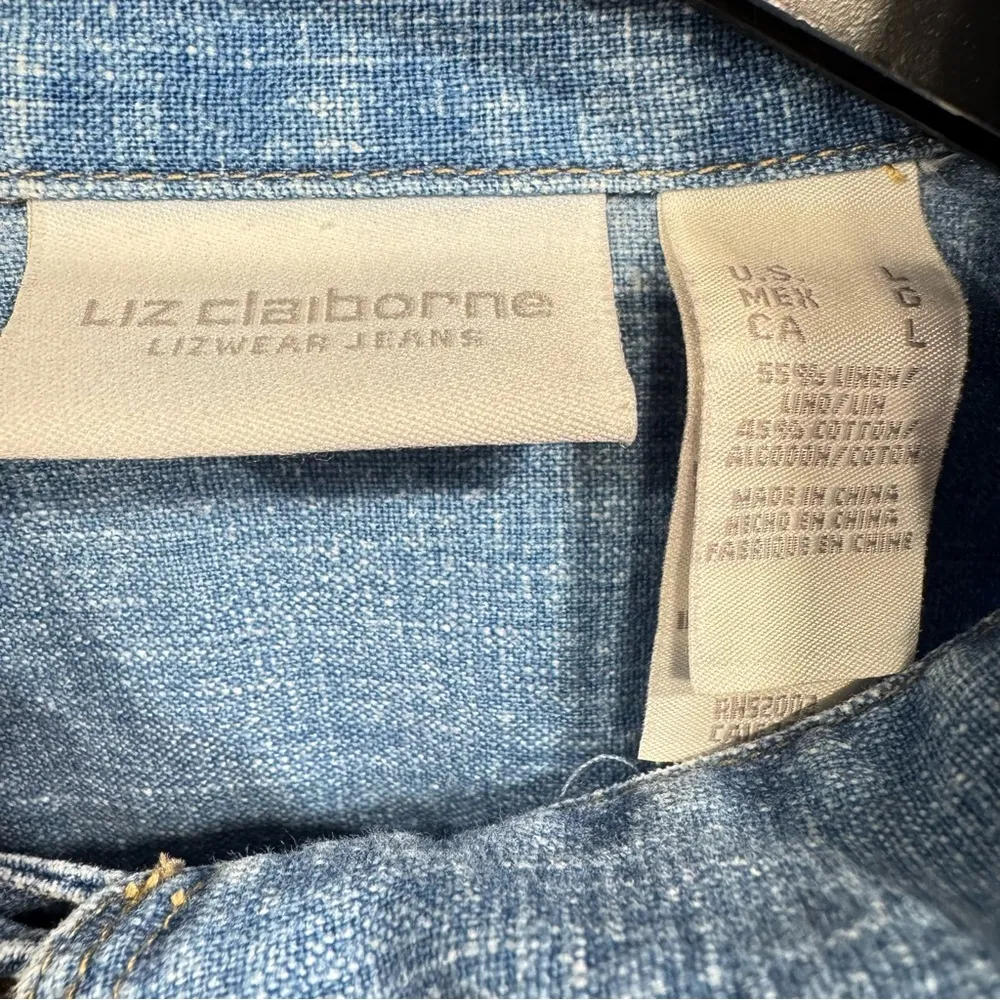 Liz claiborne
LIZWEAR JEANS
U.S. L
MEX G
CA L
55% LINEN/
LINO/LIN
45% COTTON/
ALGODON/COTON
MADE IN CHINA
HECHO EN CHINA
FABRIQUE EN CHINE